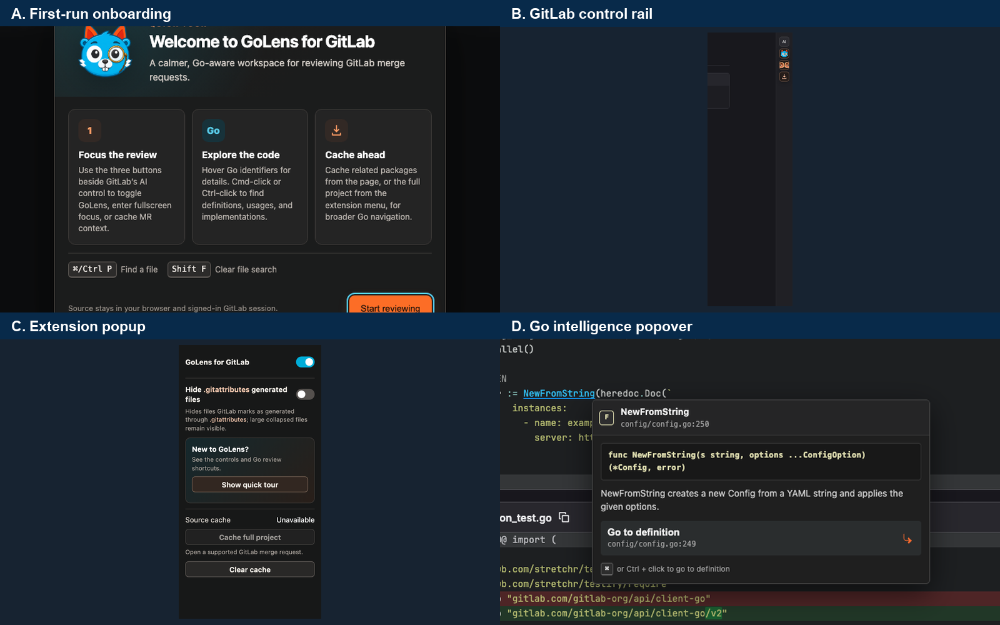 A. First-run onboarding
Welcome to GoLens for GitLab
A calmer, Go-aware workspace for reviewing GitLab merge
requests.
1
Focus the review
Use the three buttons
beside GitLab's AI
control to toggle
GoLens, enter fullscreen
focus, or cache MR
context.
Go
Explore the code
Hover Go identifiers for
details. Cmd-click or
Ctrl-click to find
definitions, usages, and
implementations.
Cache ahead
Cache related packages
from the page, or the full
project from the
extension menu, for
broader Go navigation.
⌘/Ctrl P Find a file Shift F Clear file search
Source stays in your browser and signed-in GitLab session.
Start reviewing
B. GitLab control rail
AI
C. Extension popup
GoLens for GitLab
Hide .gitattributes generated
files
Hides files GitLab marks as generated
through .gitattributes; large collapsed files
remain visible.
New to GoLens?
See the controls and Go review
shortcuts.
Show quick tour
Source cache Unavailable
Cache full project
Open a supported GitLab merge request.
Clear cache
D. Go intelligence popover
allel()
EN
:= NewFromString(heredoc.Doc(`
instances:
- name: examp
server: htt
F NewFromString
config/config.go:250
func NewFromString(s string, options ...ConfigOption)
(*Config, error)
NewFromString creates a new Config from a YAML string and applies the
given options.
Go to definition
config/config.go:249
⌘ or Ctrl + click to go to definition
on_test.go
@@ import (
ub.com/stretchr/te
ub.com/stretchr/testify/require
"gitlab.com/gitlab-org/api/client-go"
"gitlab.com/gitlab-org/api/client-go/v2"